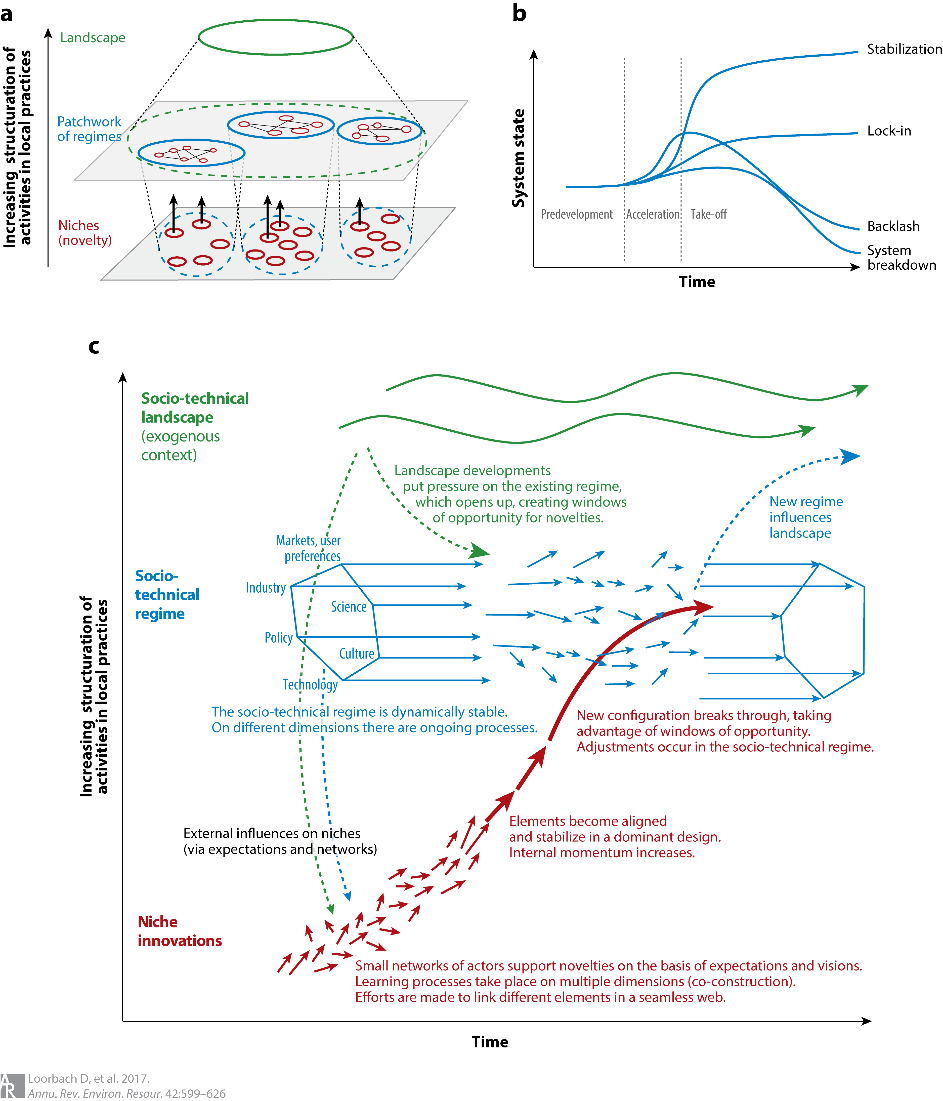 a
Increasing structuration of
activities in local practices
Landscape
Patchwork
of regimes
Niches
(novelty)
b
System state
Predevelopment
Acceleration
Take-off
Stabilization
Lock-in
Backlash
System
breakdown
Time
c
Increasing structuration of
activities in local practices
Socio-technical
landscape
(exogenous
context)
Landscape developments
put pressure on the existing regime,
which opens up, creating windows
of opportunity for novelties.
New regime
influences
landscape
Socio-
technical
regime
Markets, user
preferences
Industry
Science
Policy
Culture
Technology
The socio-technical regime is dynamically stable.
On different dimensions there are ongoing processes.
New configuration breaks through, taking
advantage of windows of opportunity.
Adjustments occur in the socio-technical regime.
External influences on niches
(via expectations and networks)
Elements become aligned
and stabilize in a dominant design.
Internal momentum increases.
Niche
innovations
Small networks of actors support novelties on the basis of expectations and visions.
Learning processes take place on multiple dimensions (co-construction).
Efforts are made to link different elements in a seamless web.
Time
AR
Loorbach D, et al. 2017.
Annu. Rev. Environ. Resour. 42:599–626